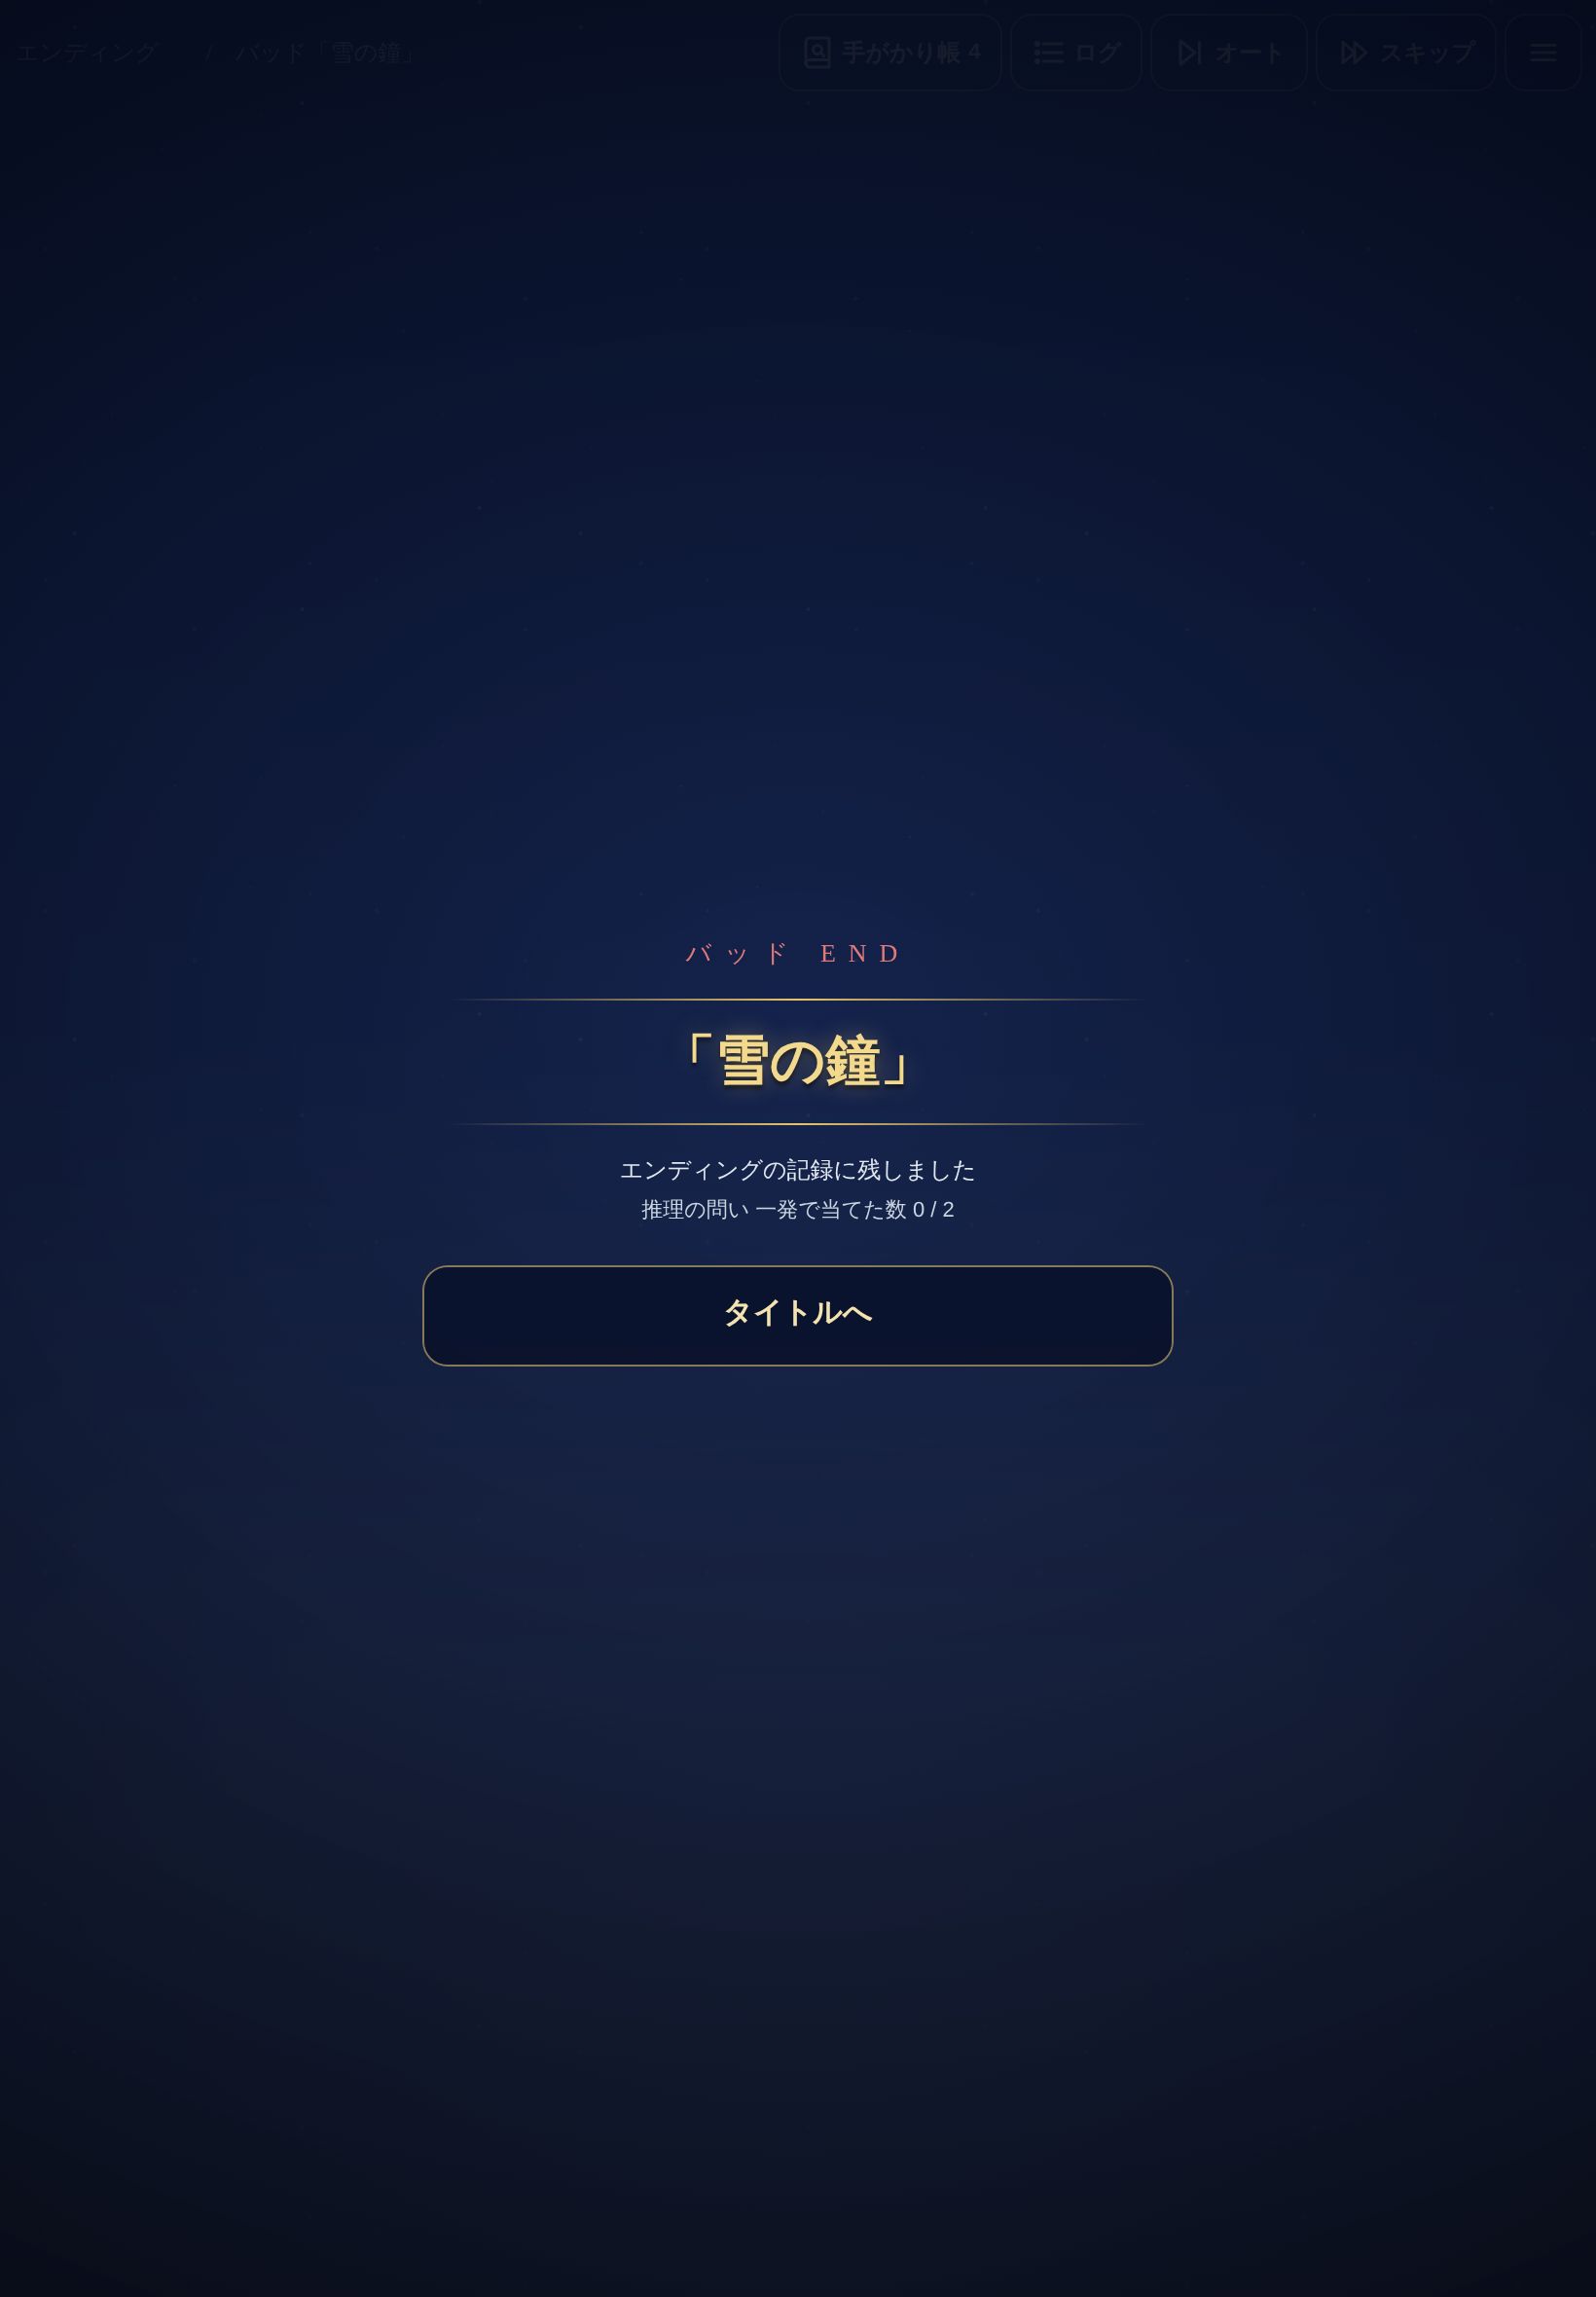 エンディング / バッド「雪の鐘」
手がかり帳 4 ログ オート スキップ
バッド END
「雪の鐘」
エンディングの記録に残しました
推理の問い 一発で当てた数 0 / 2
タイトルへ